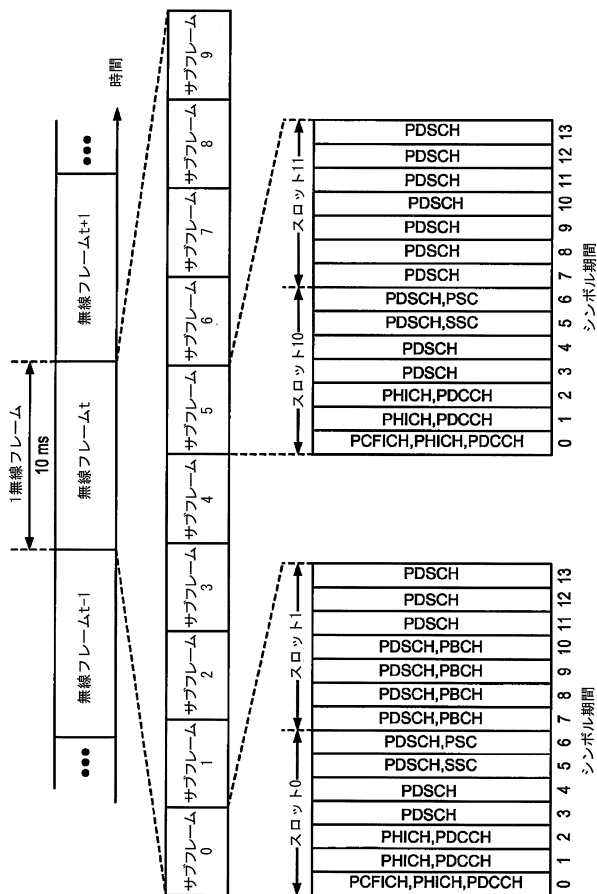 1無線フレーム
10 ms
••• 無線フレームt-1 無線フレームt 無線フレームt+1 •••
時間
サブフレーム 0
サブフレーム 1
サブフレーム 2
サブフレーム 3
サブフレーム 4
サブフレーム 5
サブフレーム 6
サブフレーム 7
サブフレーム 8
サブフレーム 9
スロット0
スロット1
PCFICH,PHICH,PDCCH
PHICH,PDCCH
PHICH,PDCCH
PDSCH
PDSCH
PDSCH,SSC
PDSCH,PSC
PDSCH,PBCH
PDSCH,PBCH
PDSCH,PBCH
PDSCH,PBCH
PDSCH
PDSCH
PDSCH
0 1 2 3 4 5 6 7 8 9 10 11 12 13
シンボル期間
スロット10
スロット11
PCFICH,PHICH,PDCCH
PHICH,PDCCH
PHICH,PDCCH
PDSCH
PDSCH
PDSCH,SSC
PDSCH,PSC
PDSCH
PDSCH
PDSCH
PDSCH
PDSCH
PDSCH
PDSCH
0 1 2 3 4 5 6 7 8 9 10 11 12 13
シンボル期間